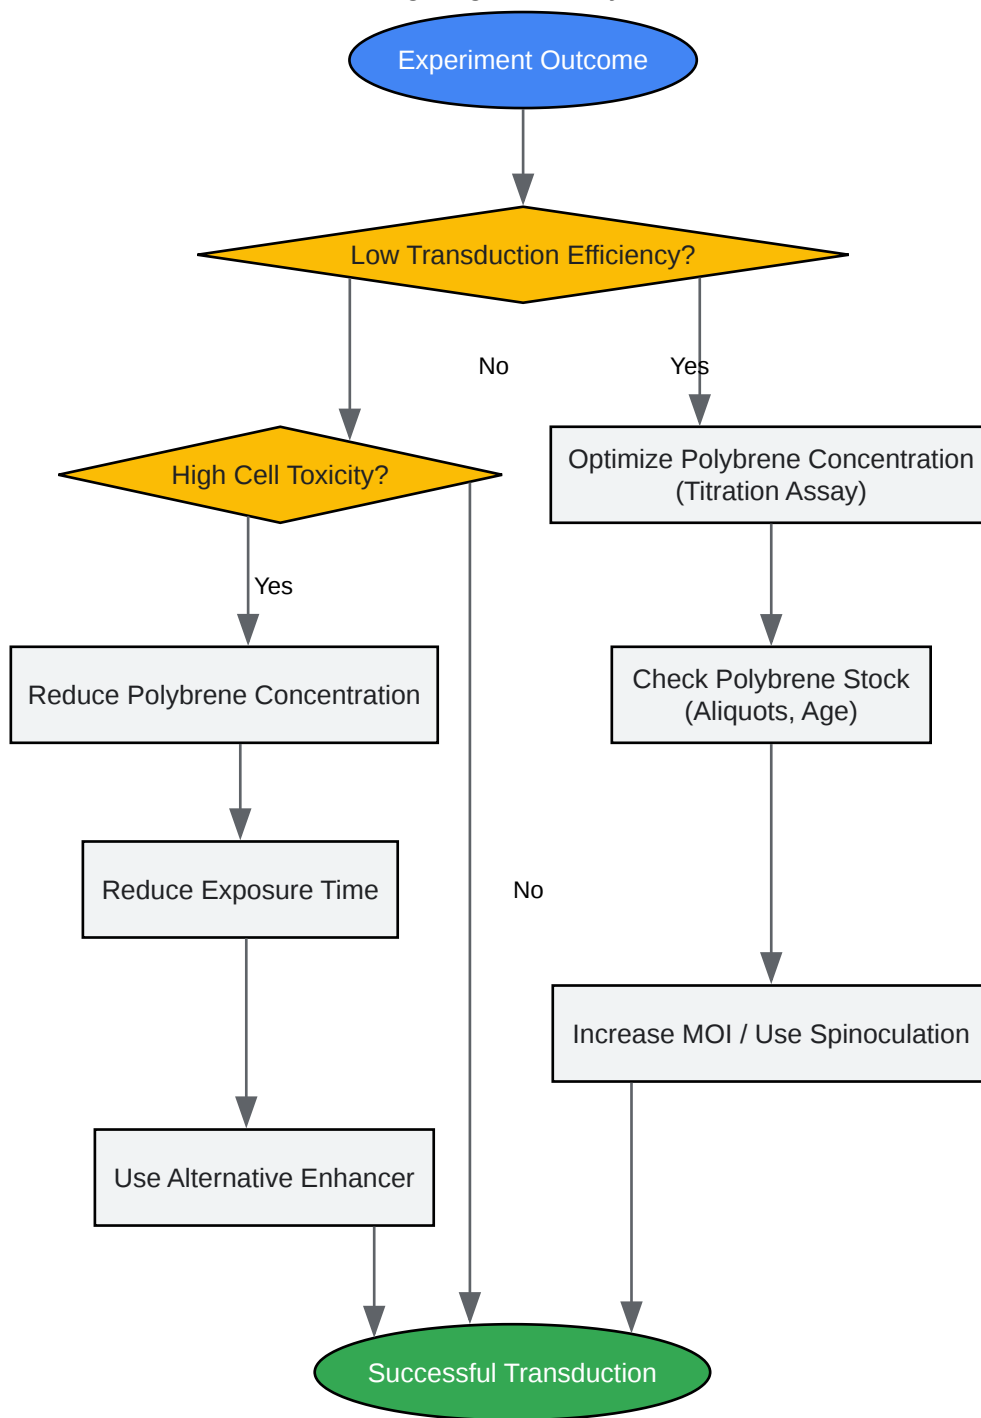 Experiment Outcome
Low Transduction Efficiency?
No
Yes
High Cell Toxicity?
Optimize Polybrene Concentration
(Titration Assay)
Yes
Reduce Polybrene Concentration
Check Polybrene Stock
(Aliquots, Age)
Reduce Exposure Time
No
Increase MOI / Use Spinoculation
Use Alternative Enhancer
Successful Transduction